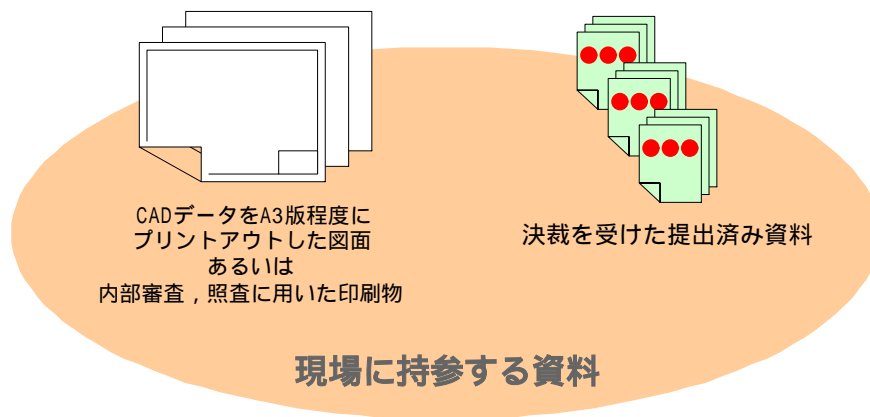 CADデータをA3版程度に
プリントアウトした図面
あるいは
内部審査，照査に用いた印刷物
決裁を受けた提出済み資料
現場に持参する資料